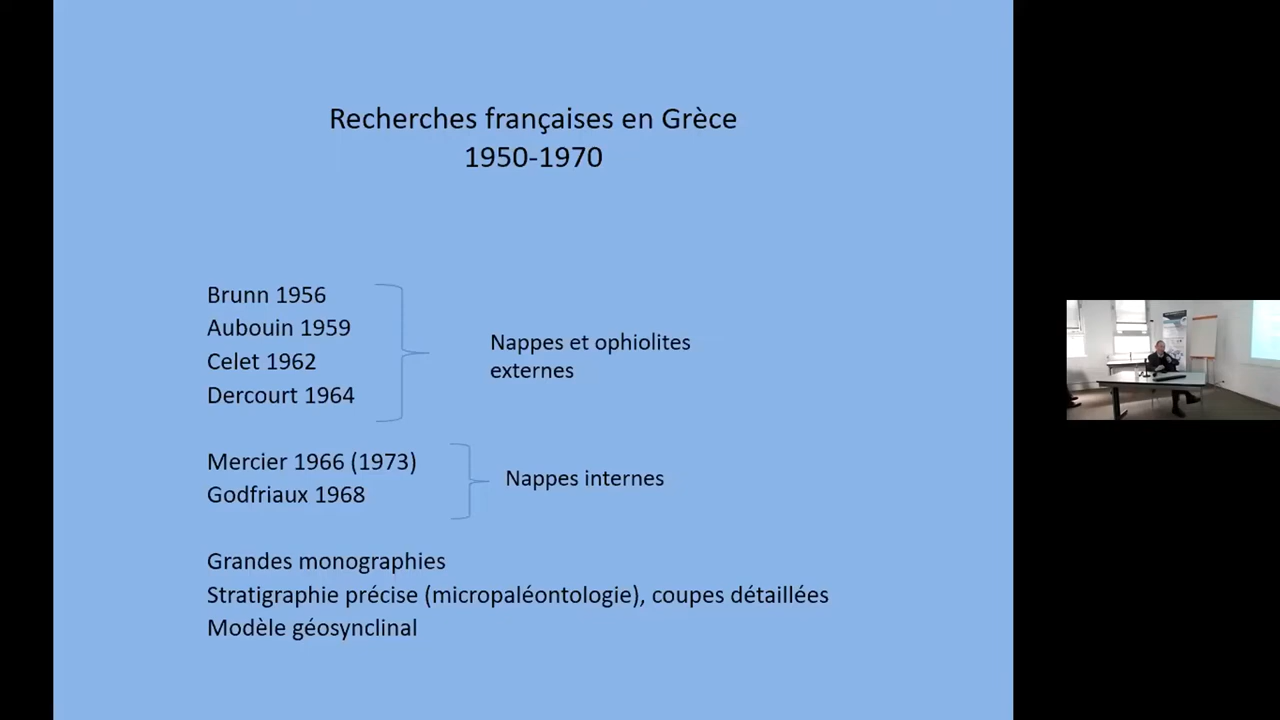 Recherches françaises en Grèce
1950-1970
Brunn 1956
Aubouin 1959
Celet 1962
Dercourt 1964
Nappes et ophiolites
externes
Mercier 1966 (1973)
Godfriaux 1968
Nappes internes
Grandes monographies
Stratigraphie précise (micropaléontologie), coupes détaillées
Modèle géosynclinal